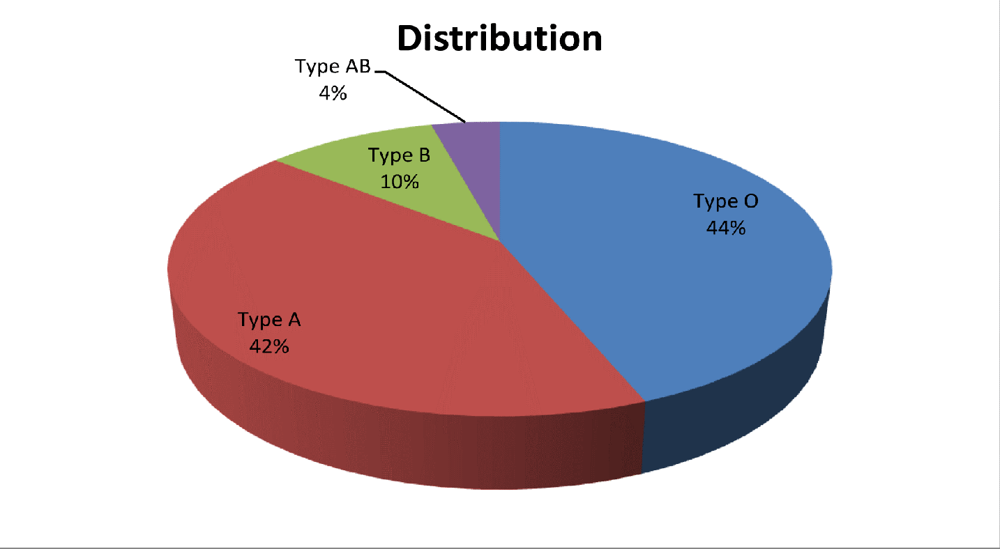 Distribution
Type AB
4%
Type B
10%
Type O
44%
Type A
42%